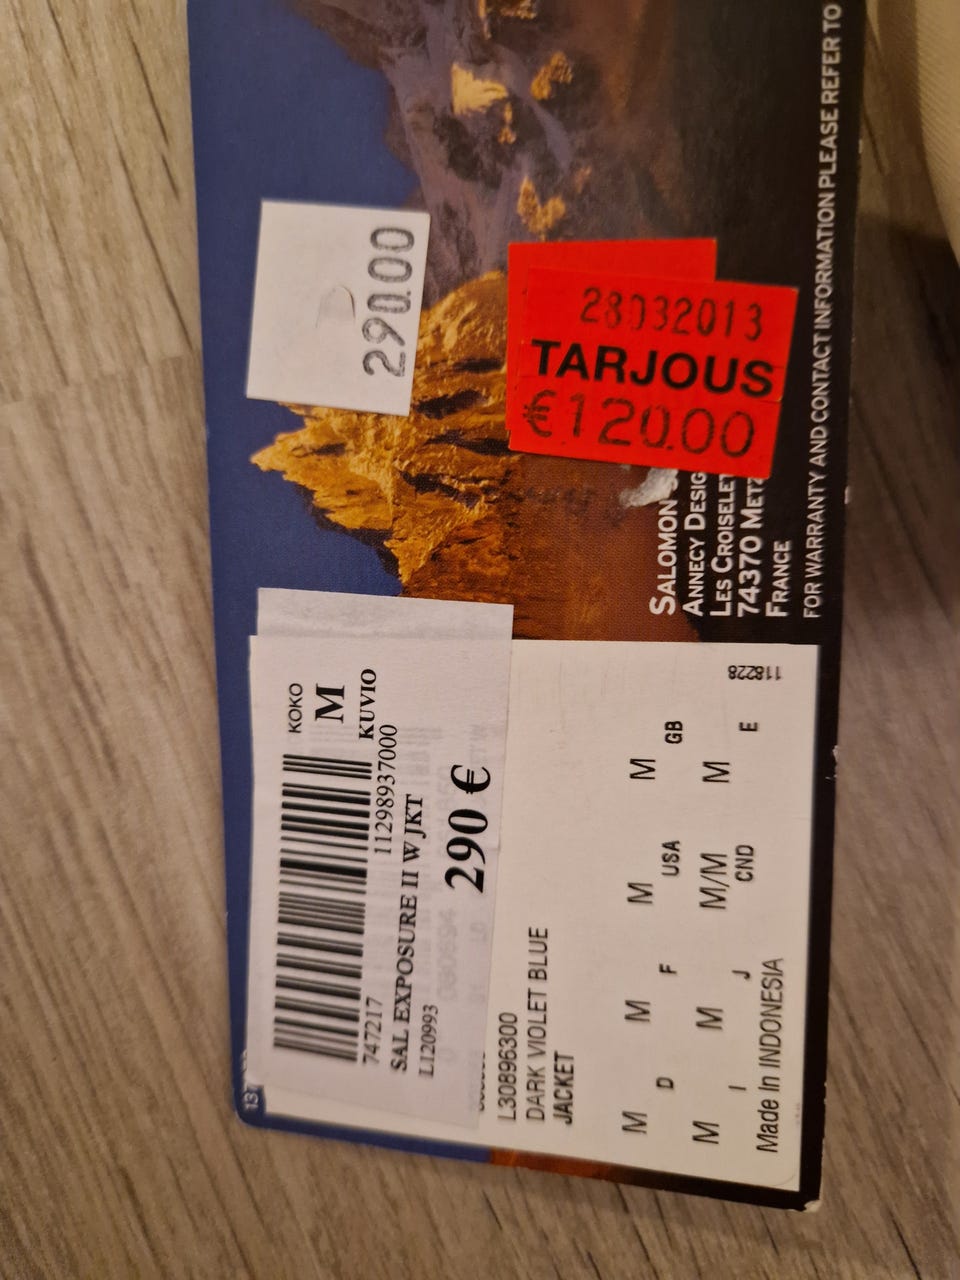 290.00
28032013
TARJOUS
€120.00
SALOMON
ANNECY DESIG
LES CROISELET
74370 METZ
FRANCE
FOR WARRANTY AND CONTACT INFORMATION PLEASE REFER TO
KOKO
M
KUVIO
747217 11298937000
SAL EXPOSURE II W JKT
L120993
290 €
L30896300
DARK VIOLET BLUE
JACKET
118228
M D M F M USA M GB
M I M J M/M CND M E
Made In INDONESIA